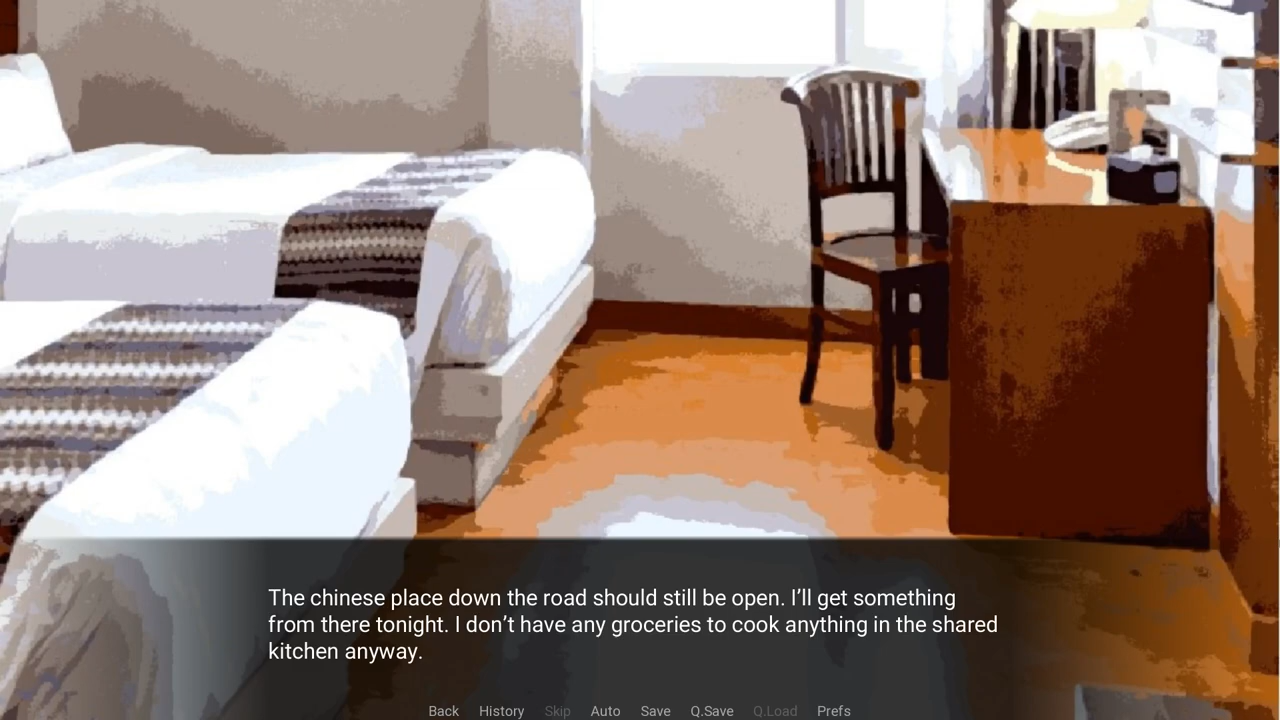 The chinese place down the road should still be open. I’ll get something
from there tonight. I don’t have any groceries to cook anything in the shared
kitchen anyway.
Back History Skip Auto Save Q.Save Q.Load Prefs